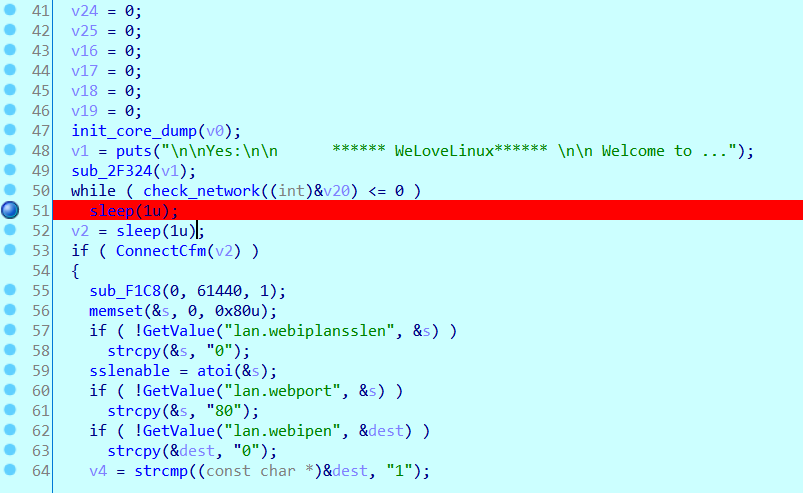 41 v24 = 0;
42 v25 = 0;
43 v16 = 0;
44 v17 = 0;
45 v18 = 0;
46 v19 = 0;
47 init_core_dump(v0);
48 v1 = puts("\n\nYes:\n\n      ****** WeLoveLinux****** \n\n Welcome to ...");
49 sub_2F324(v1);
50 while ( check_network((int)&v20) <= 0 )
51   sleep(1u);
52 v2 = sleep(1u);
53 if ( ConnectCfm(v2) )
54 {
55   sub_F1C8(0, 61440, 1);
56   memset(&s, 0, 0x80u);
57   if ( !GetValue("lan.webiplansslen", &s) )
58     strcpy(&s, "0");
59   sslenable = atoi(&s);
60   if ( !GetValue("lan.webport", &s) )
61     strcpy(&s, "80");
62   if ( !GetValue("lan.webipen", &dest) )
63     strcpy(&dest, "0");
64   v4 = strcmp((const char *)&dest, "1");